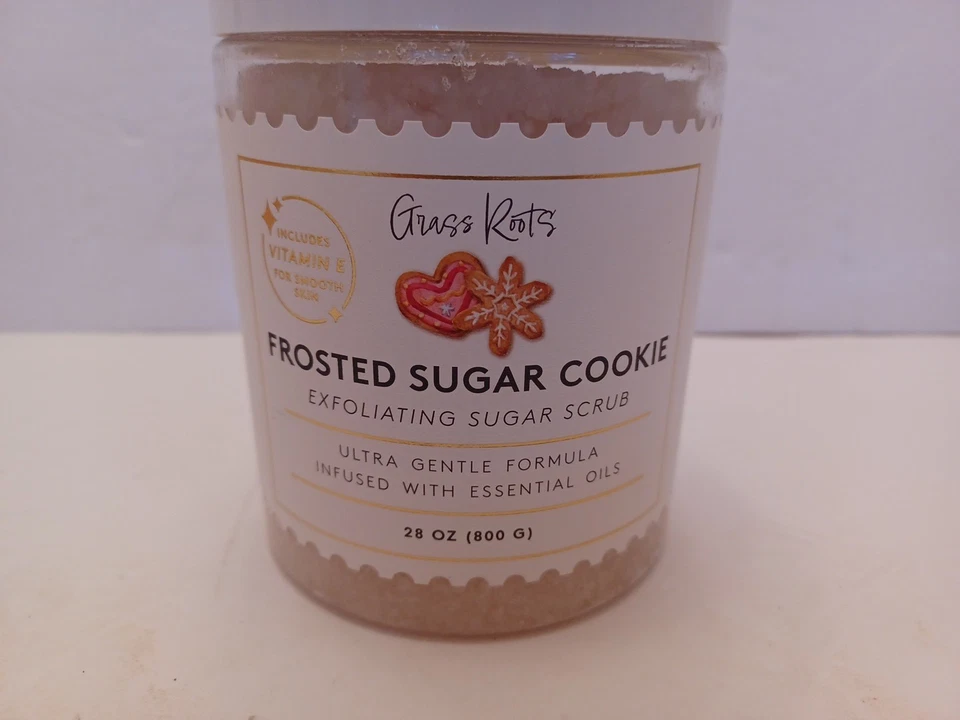 Grass Roots
INCLUDES
VITAMIN E
FOR SMOOTH
SKIN
FROSTED SUGAR COOKIE
EXFOLIATING SUGAR SCRUB
ULTRA GENTLE FORMULA
INFUSED WITH ESSENTIAL OILS
28 OZ (800 G)